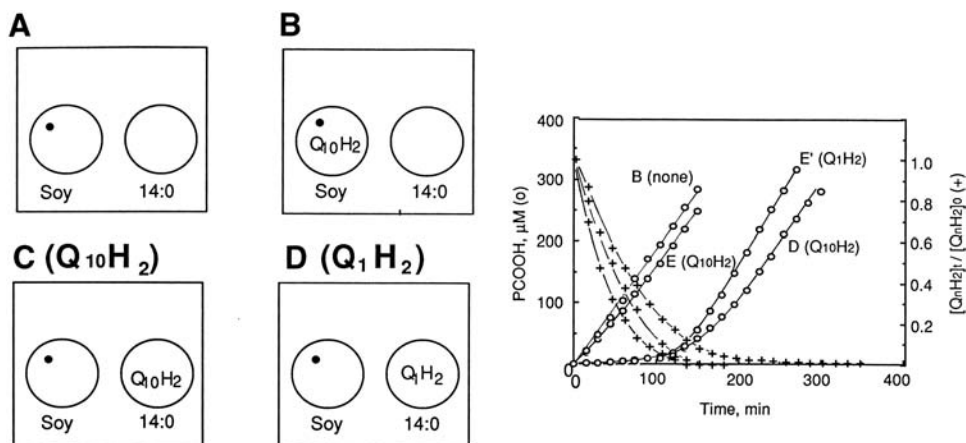 A
Soy 14:0
B
Q10H2
Soy 14:0
C (Q10H2)
Q10H2
Soy 14:0
D (Q1H2)
Q1H2
Soy 14:0
PCOOH, μM (o)
400
300
200
100
0
B (none)
E (Q10H2)
E' (Q1H2)
D (Q10H2)
1.0
0.8
0.6
0.4
0.2
[QnH2]t / [QnH2]0 (+)
0 100 200 300 400
Time, min